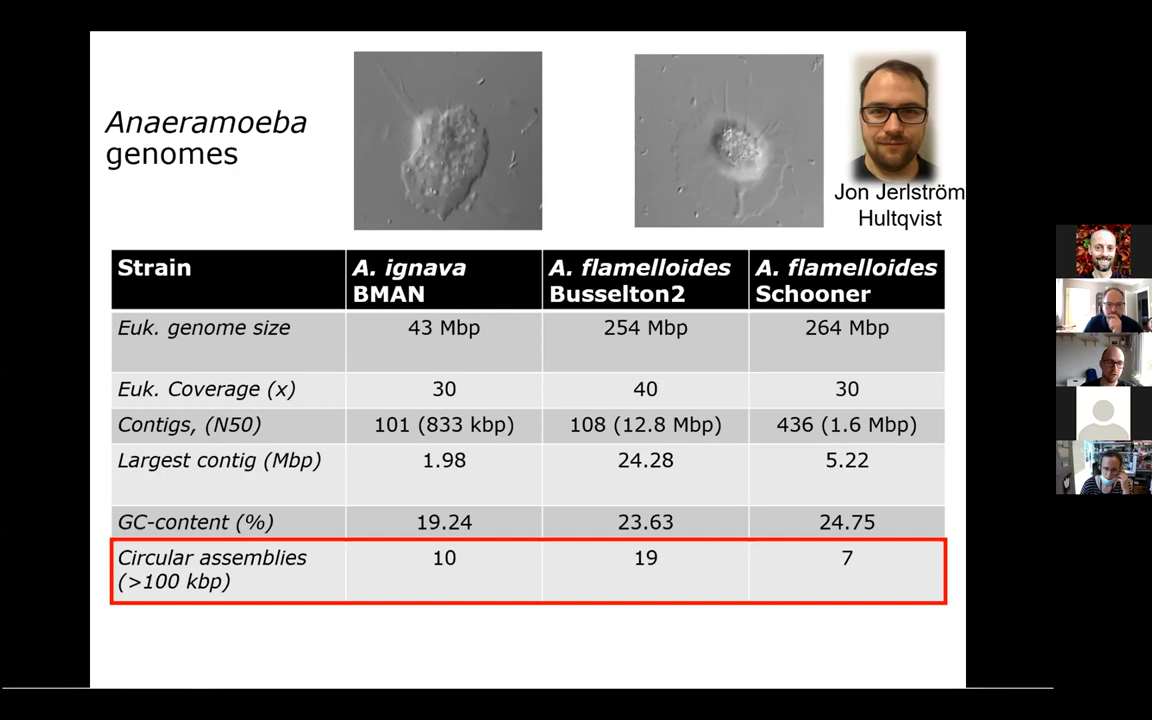 Anaeramoeba
genomes
Jon Jerlström
Hultqvist
Strain
A. ignava
BMAN
A. flamelloides
Busselton2
A. flamelloides
Schooner
Euk. genome size 43 Mbp 254 Mbp 264 Mbp
Euk. Coverage (x) 30 40 30
Contigs, (N50) 101 (833 kbp) 108 (12.8 Mbp) 436 (1.6 Mbp)
Largest contig (Mbp) 1.98 24.28 5.22
GC-content (%) 19.24 23.63 24.75
Circular assemblies 10 19 7
(>100 kbp)